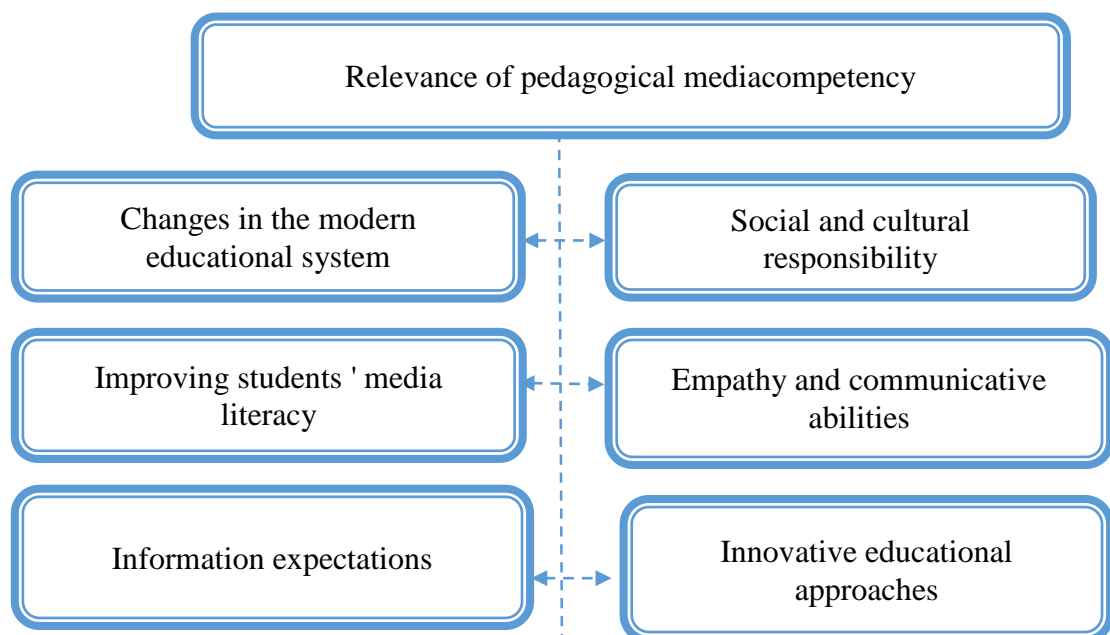 Relevance of pedagogical mediacompetency
Changes in the modern
educational system
Social and cultural
responsibility
Improving students ' media
literacy
Empathy and communicative
abilities
Information expectations
Innovative educational
approaches